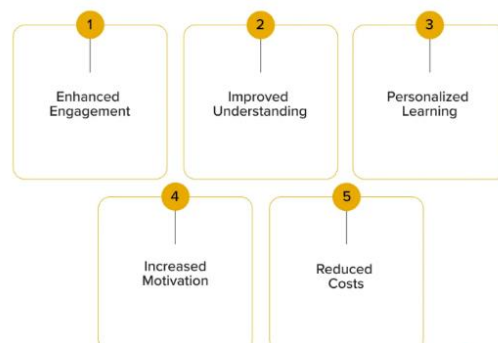 1
Enhanced
Engagement
2
Improved
Understanding
3
Personalized
Learning
4
Increased
Motivation
5
Reduced
Costs